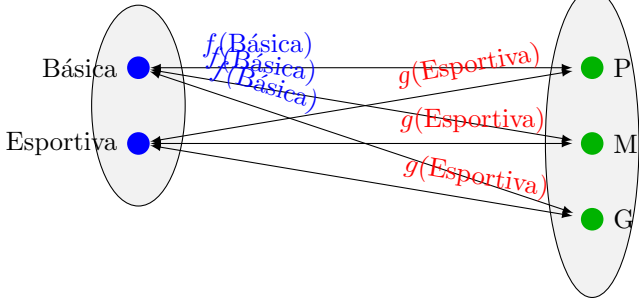 f(Básica)
f(Básica)
f(Básica)
g(Esportiva)
Básica
P
g(Esportiva)
Esportiva
M
g(Esportiva)
G